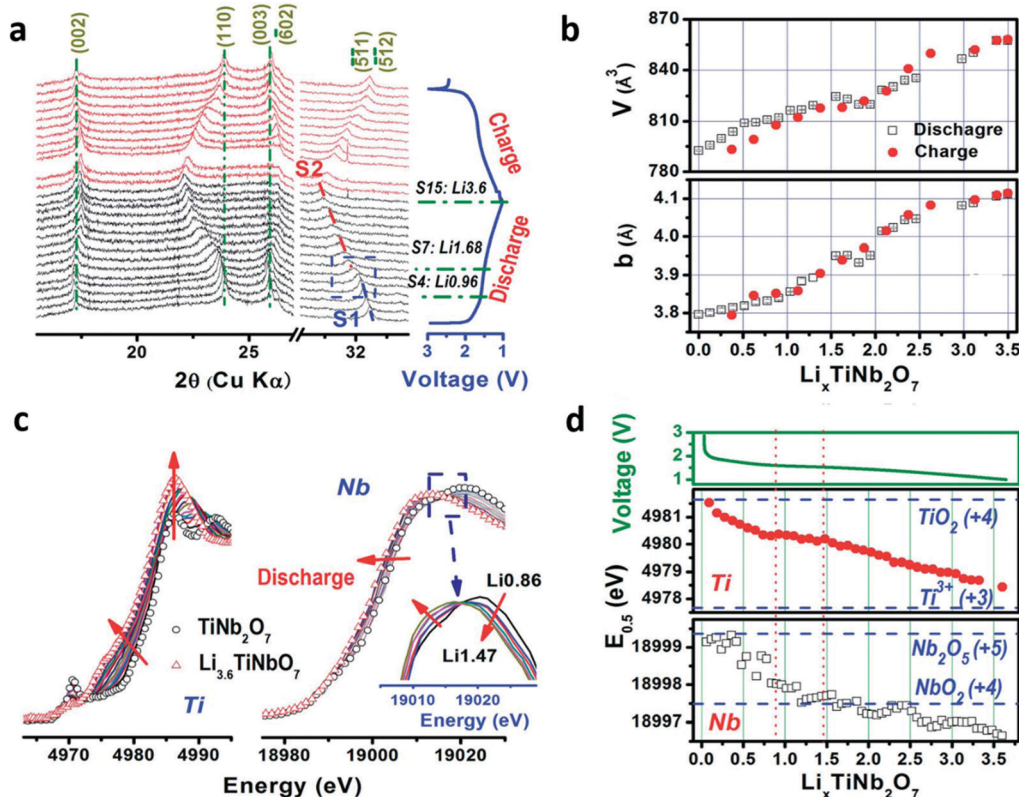 a
(002)
(110)
(003)
(602)
(511)
(512)
S2
S1
Charge
Discharge
S15: Li3.6
S7: Li1.68
S4: Li0.96
20
26
32
3
2
1
2θ (Cu Kα)
Voltage (V)
b
870
840
810
780
V (Å³)
Dischagre
Charge
4.1
4.0
3.9
3.8
b (Å)
0.0 0.5 1.0 1.5 2.0 2.5 3.0 3.5
LiₓTiNb₂O₇
c
Nb
Discharge
TiNb₂O₇
Li₃.₆TiNbO₇
Ti
Li0.86
Li1.47
19010 19020
Energy (eV)
4970 4980 4990
18980 19000 19020
Energy (eV)
d
3
2
1
Voltage (V)
4981
4980
4979
4978
TiO₂ (+4)
Ti
Ti³⁺ (+3)
E₀.₅ (eV)
18999
18998
18997
Nb₂O₅ (+5)
NbO₂ (+4)
Nb
0.0 0.5 1.0 1.5 2.0 2.5 3.0 3.5
LiₓTiNb₂O₇